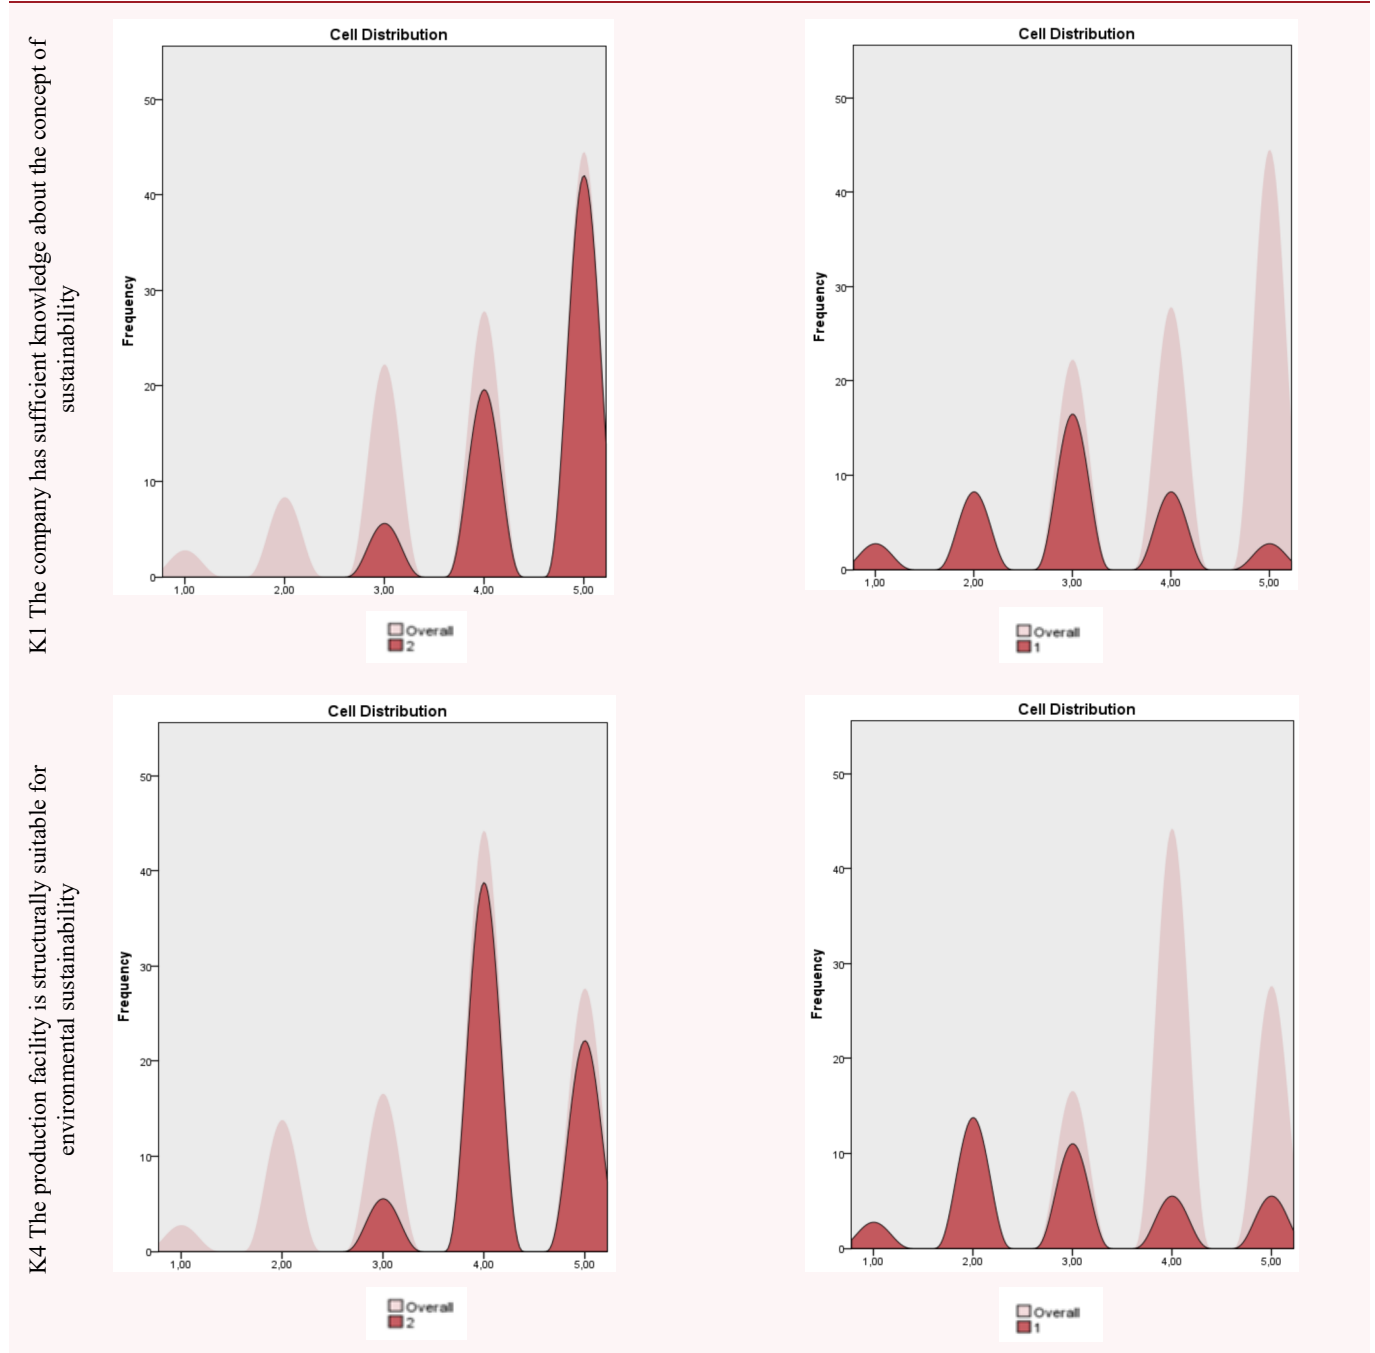 K1 The company has sufficient knowledge about the concept of
sustainability
Cell Distribution
Frequency
50
40
30
20
10
0
1,00 2,00 3,00 4,00 5,00
Overall
2
Cell Distribution
Frequency
50
40
30
20
10
0
1,00 2,00 3,00 4,00 5,00
Overall
1
K4 The production facility is structurally suitable for
environmental sustainability
Cell Distribution
Frequency
50
40
30
20
10
0
1,00 2,00 3,00 4,00 5,00
Overall
2
Cell Distribution
Frequency
50
40
30
20
10
0
1,00 2,00 3,00 4,00 5,00
Overall
1